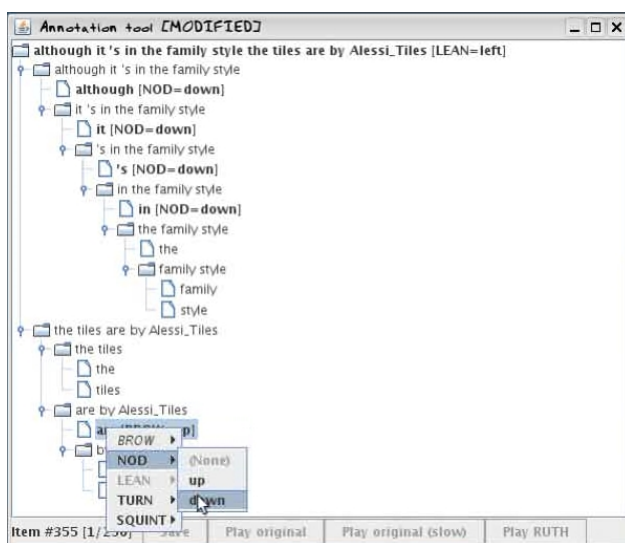 Annotation tool [MODIFIED]
although it 's in the family style the tiles are by Alessi_Tiles [LEAN=left]
although it 's in the family style
although [NOD=down]
it 's in the family style
it [NOD=down]
's in the family style
's [NOD=down]
in the family style
in [NOD=down]
the family style
the
family style
family
style
the tiles are by Alessi_Tiles
the tiles
the
tiles
are by Alessi_Tiles
BROW
NOD
(None)
LEAN
up
TURN
down
SQUINT
Item #355 [1/250] Save Play original Play original (slow) Play RUTH